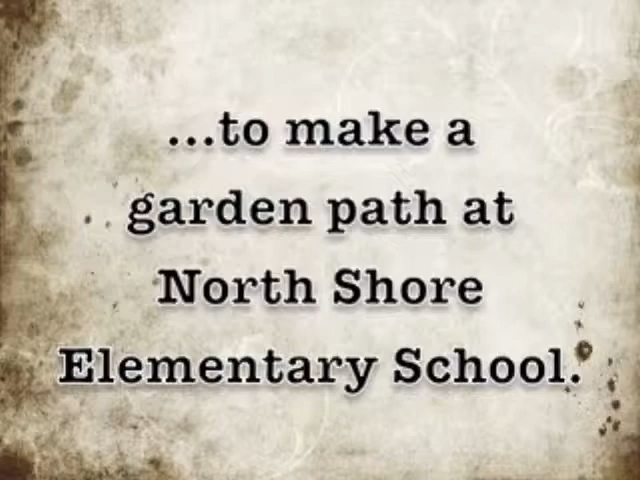 ...to make a
garden path at
North Shore
Elementary School.